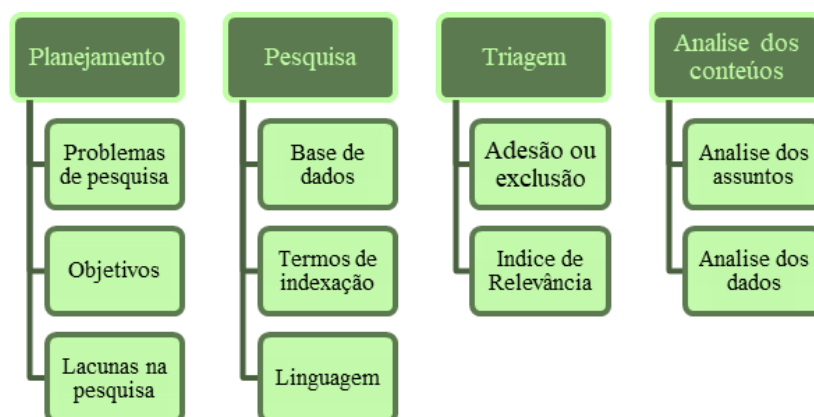 Planejamento
Problemas
de pesquisa
Objetivos
Lacunas na
pesquisa
Pesquisa
Base de
dados
Termos de
indexação
Linguagem
Triagem
Adesão ou
exclusão
Indice de
Relevância
Analise dos
conteúos
Analise dos
assuntos
Analise dos
dados